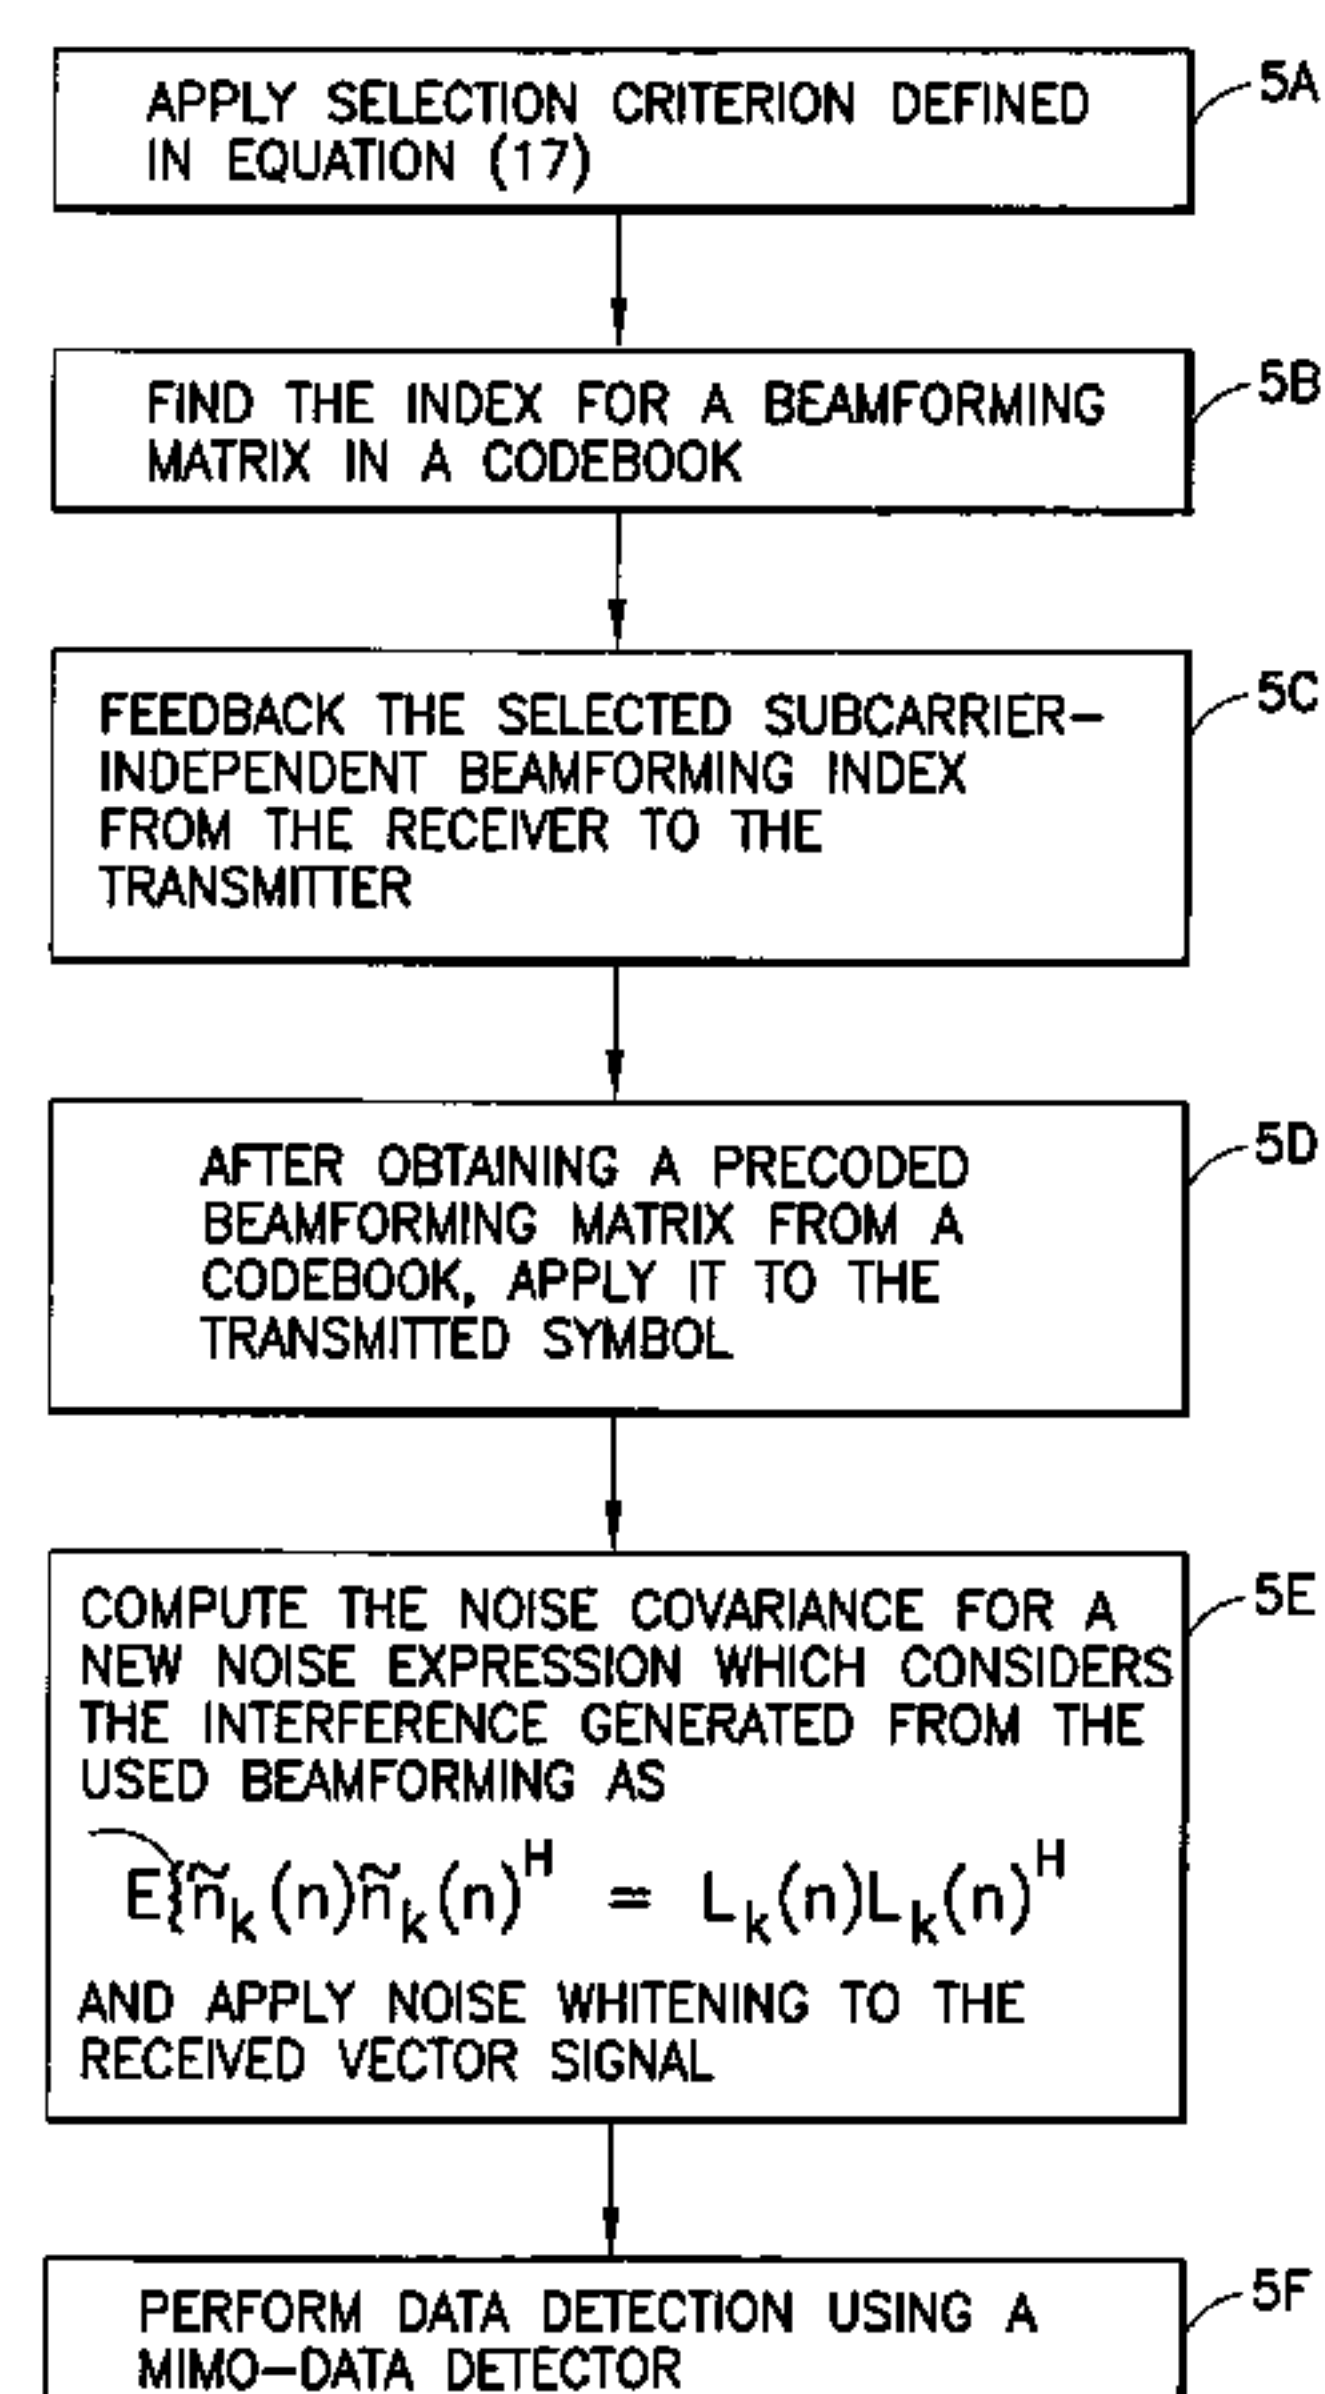 APPLY SELECTION CRITERION DEFINED
IN EQUATION (17)
5A
FIND THE INDEX FOR A BEAMFORMING
MATRIX IN A CODEBOOK
5B
FEEDBACK THE SELECTED SUBCARRIER-
INDEPENDENT BEAMFORMING INDEX
FROM THE RECEIVER TO THE
TRANSMITTER
5C
AFTER OBTAINING A PRECODED
BEAMFORMING MATRIX FROM A
CODEBOOK, APPLY IT TO THE
TRANSMITTED SYMBOL
5D
COMPUTE THE NOISE COVARIANCE FOR A
NEW NOISE EXPRESSION WHICH CONSIDERS
THE INTERFERENCE GENERATED FROM THE
USED BEAMFORMING AS
E{ñₖ(n)ñₖ(n)ᴴ = Lₖ(n)Lₖ(n)ᴴ
AND APPLY NOISE WHITENING TO THE
RECEIVED VECTOR SIGNAL
5E
PERFORM DATA DETECTION USING A
MIMO-DATA DETECTOR
5F